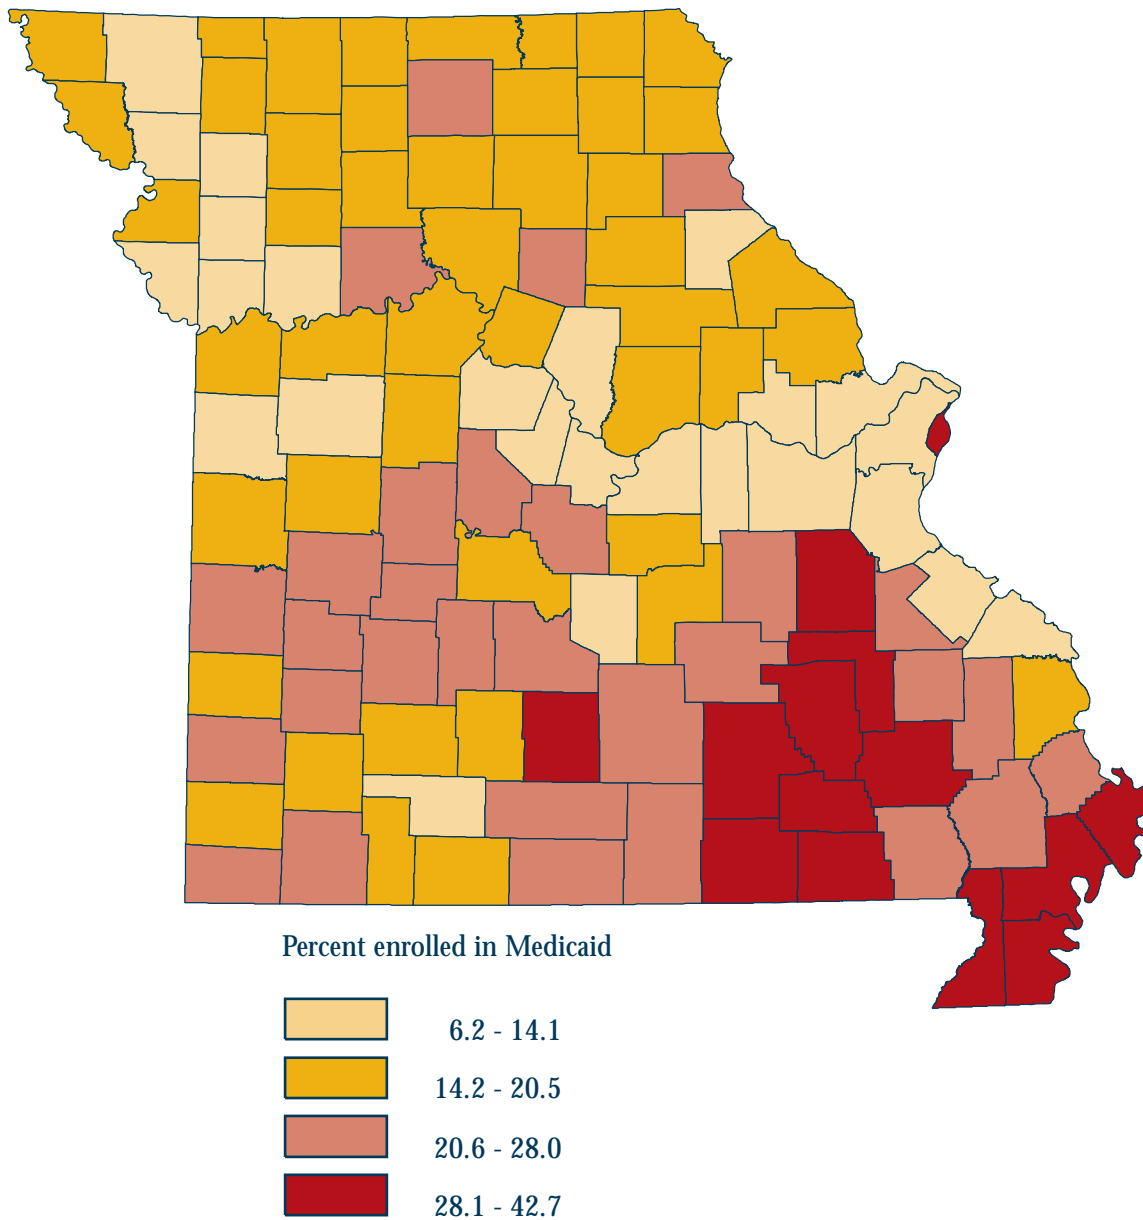 Percent enrolled in Medicaid
6.2 - 14.1
14.2 - 20.5
20.6 - 28.0
28.1 - 42.7